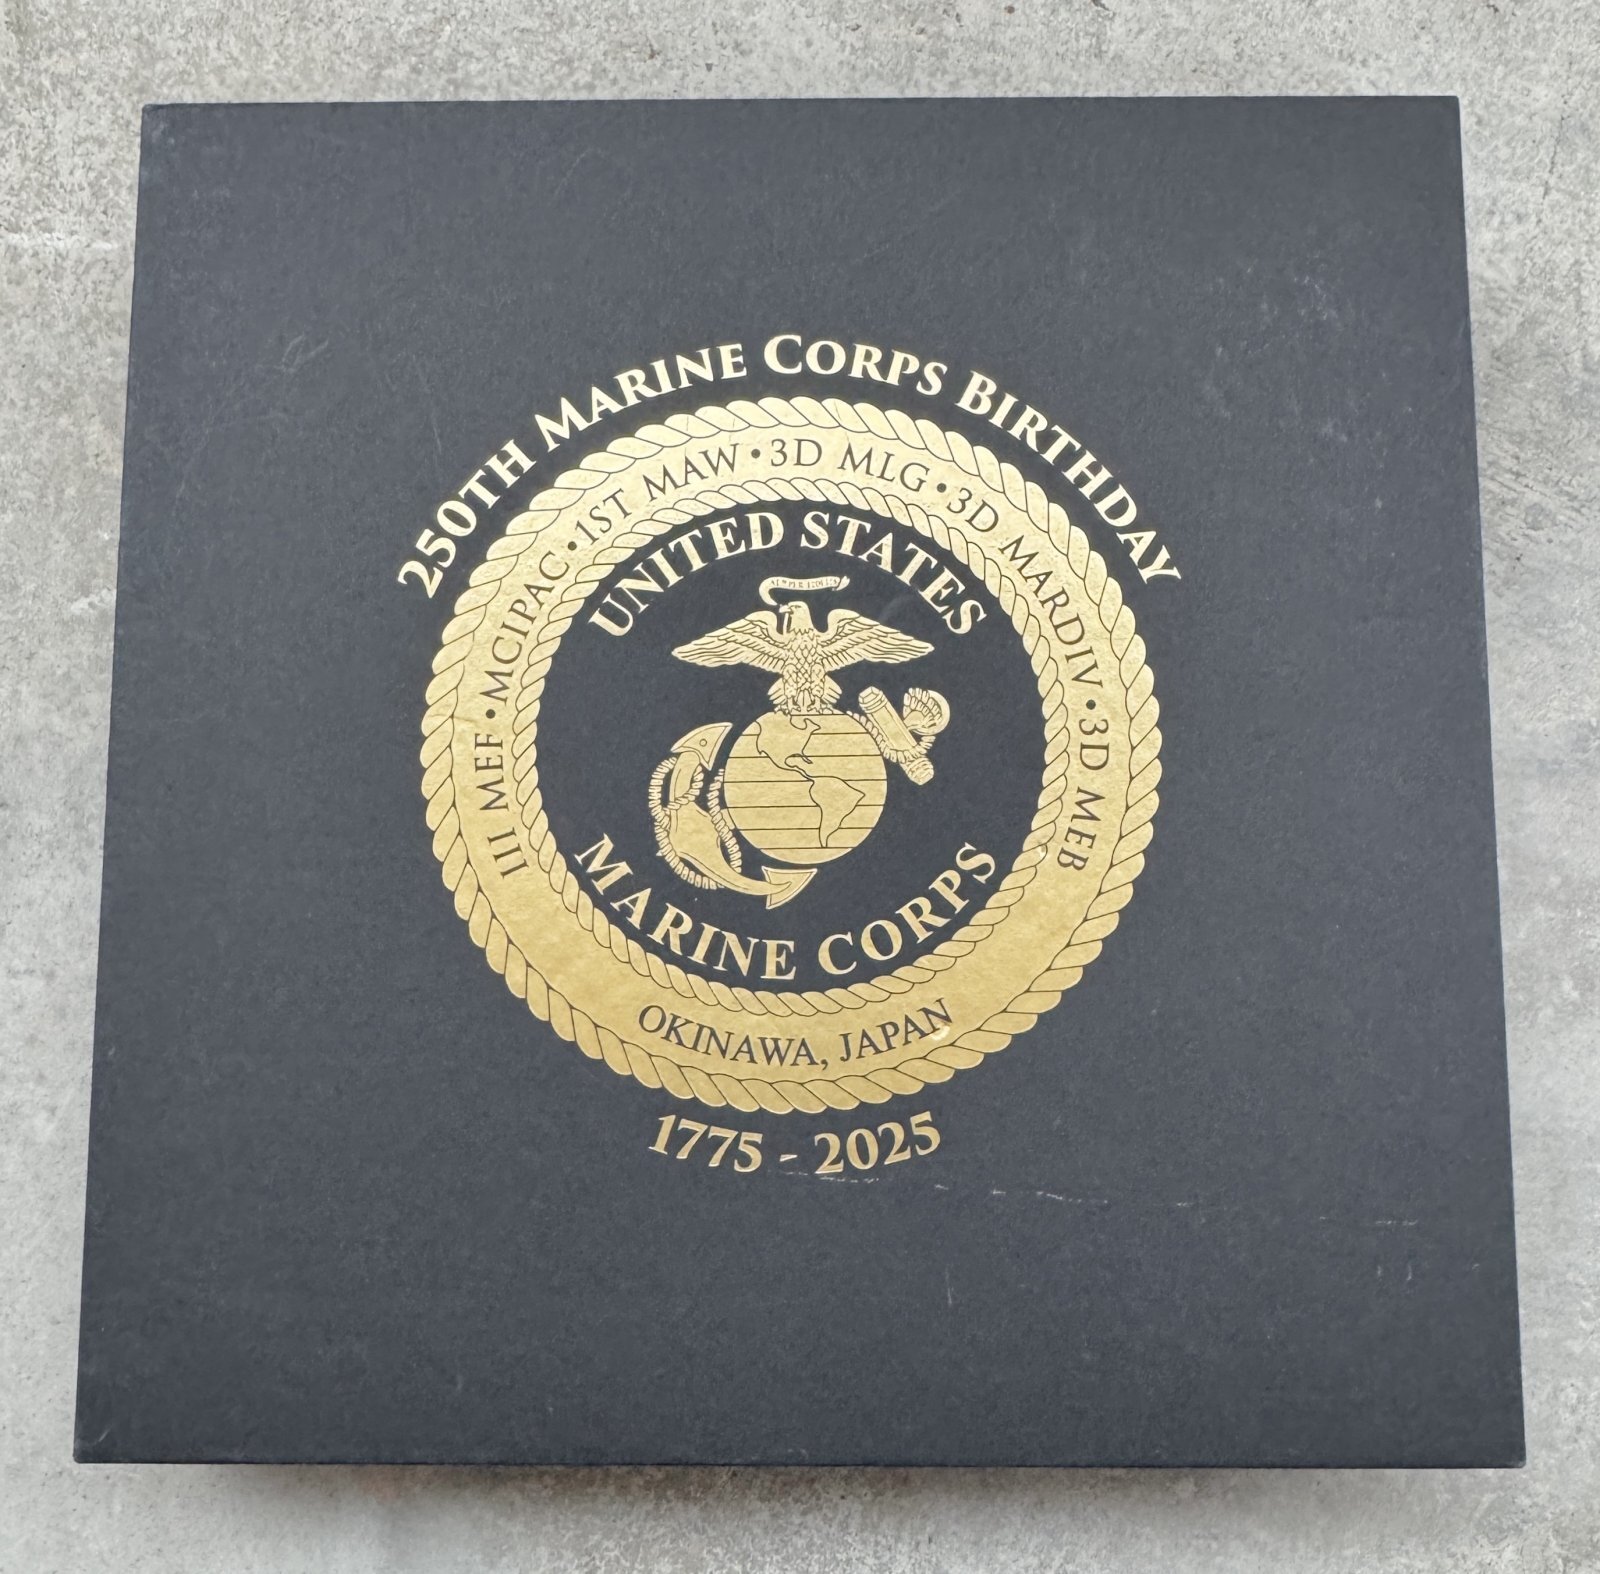 250TH MARINE CORPS BIRTHDAY
III MEF • MCIPAC • 1ST MAW • 3D MLG • 3D MARDIV • 3D MEB
UNITED STATES
MARINE CORPS
OKINAWA, JAPAN
1775 - 2025